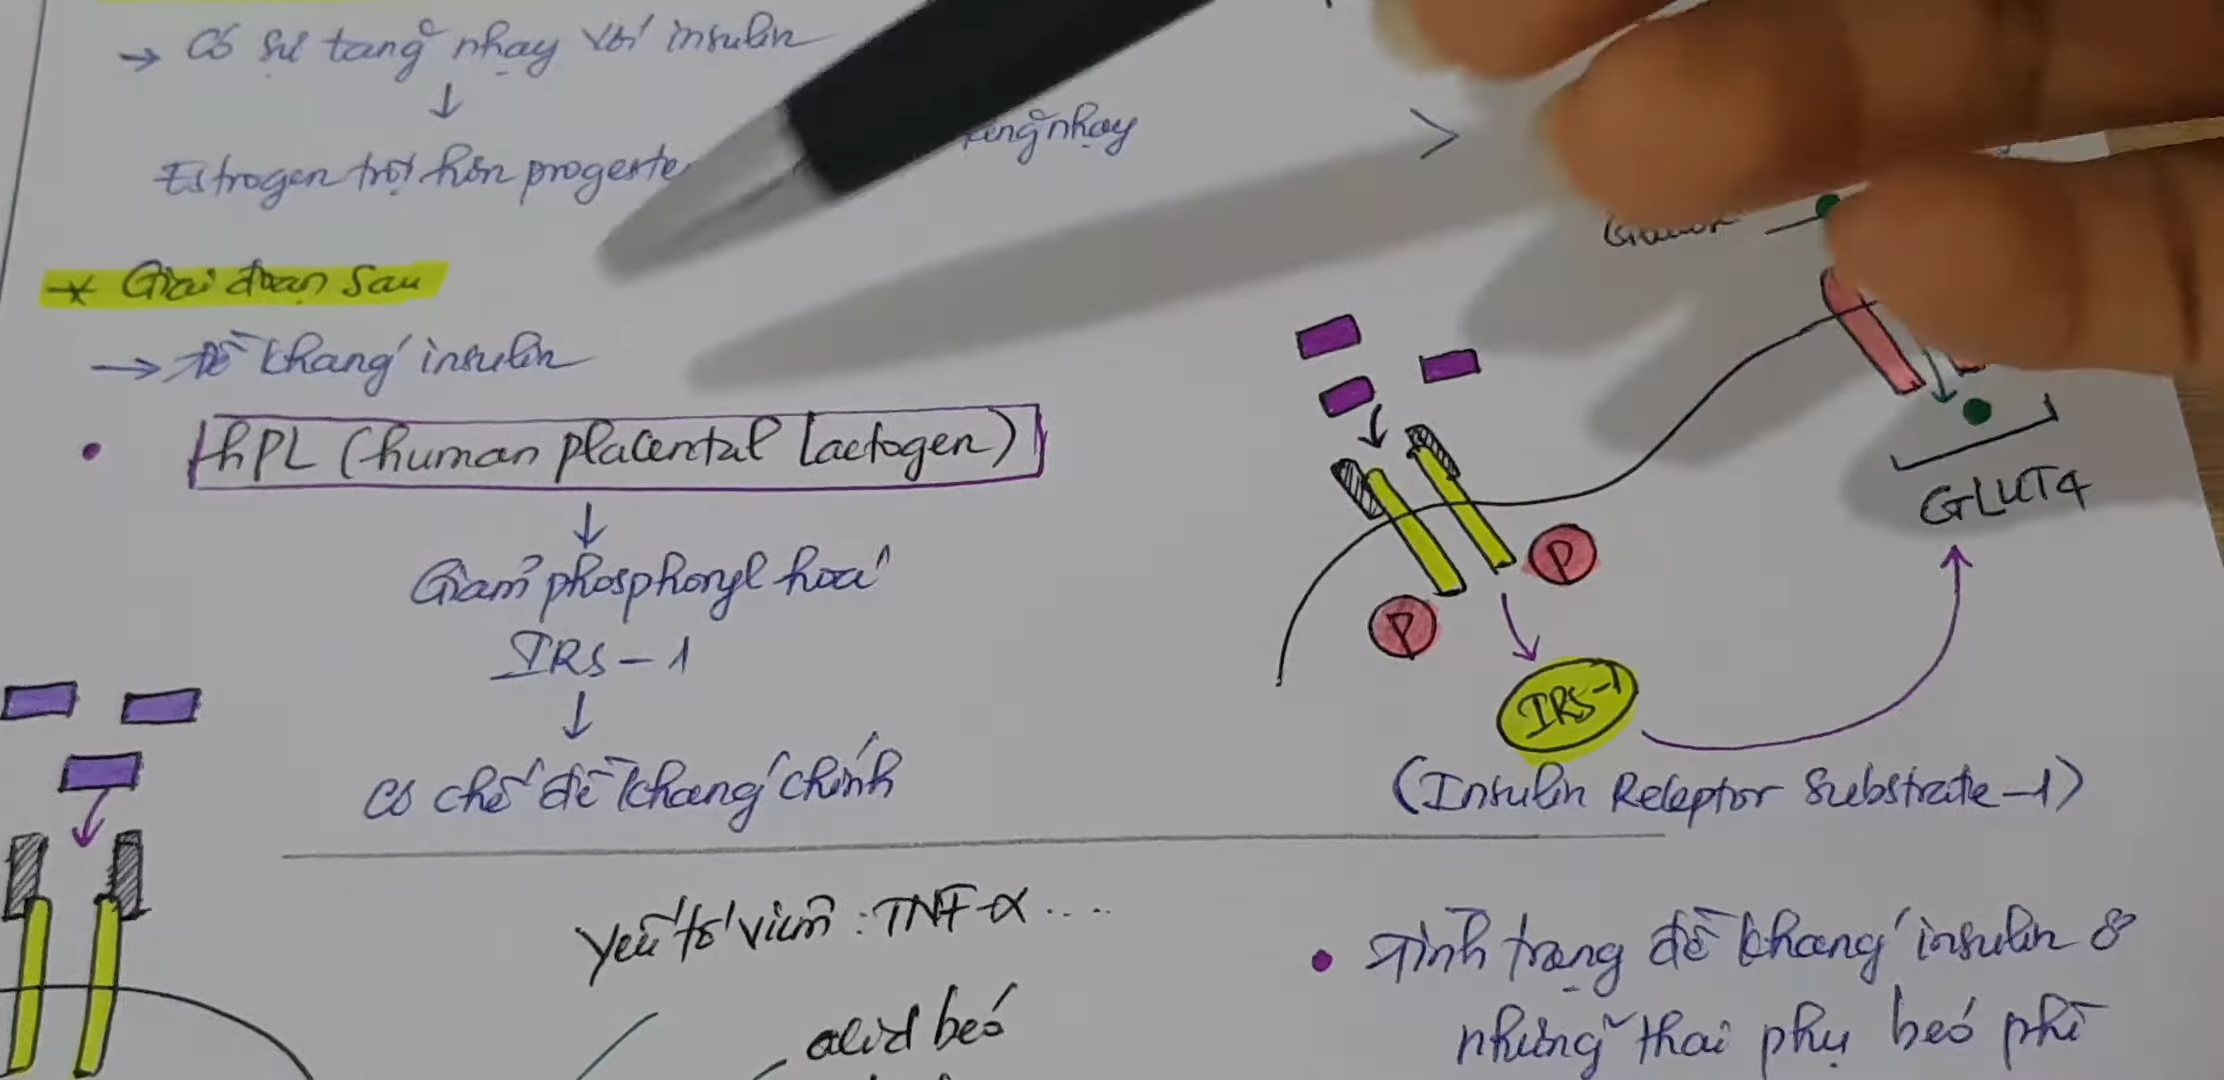 → Có sự tăng nhạy với insulin
↓
Estrogen trội hơn progeste
tăng nhạy
>
* Giai đoạn sau
→ Đề kháng insulin
• hPL (human placental lactogen)
↓
Giảm phosphoryl hoá
IRS-1
↓
Cơ chế đề kháng chính
GLUT4
P
P
IRS-1
(Insulin Receptor Substrate-1)
Yếu tố viêm: TNF-α ....
acid béo
• Tình trạng đề kháng insulin ở
những thai phụ béo phì